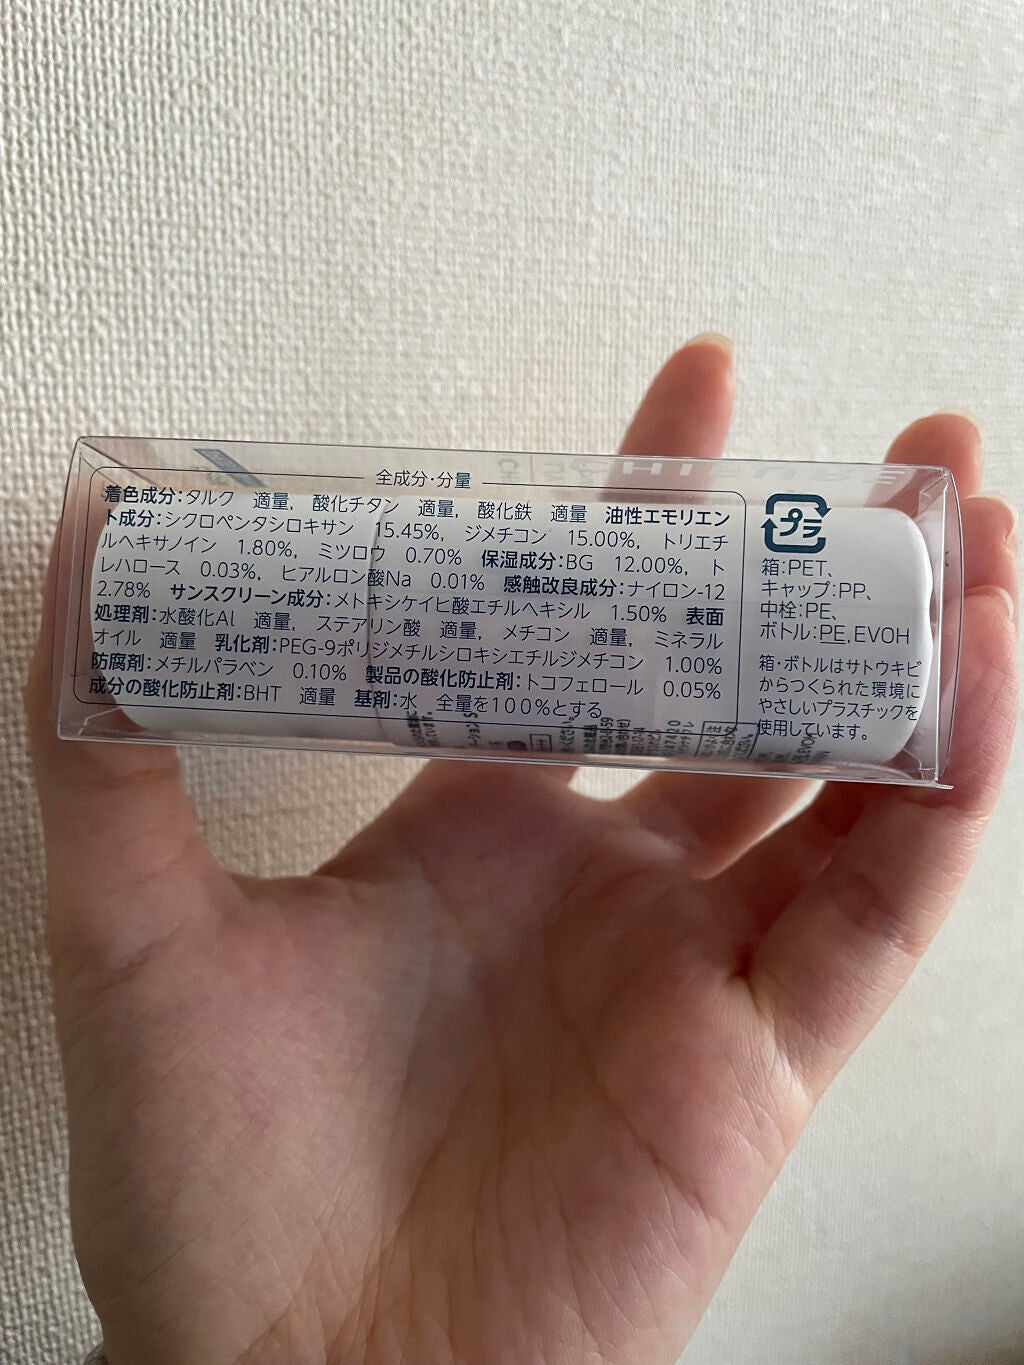 全成分・分量
着色成分:タルク 適量, 酸化チタン 適量, 酸化鉄 適量 油性エモリエン
ト成分:シクロペンタシロキサン 15.45%, ジメチコン 15.00%, トリエチ
ルヘキサノイン 1.80%, ミツロウ 0.70% 保湿成分:BG 12.00%, ト
レハロース 0.03%, ヒアルロン酸Na 0.01% 感触改良成分:ナイロン-12
2.78% サンスクリーン成分:メトキシケイヒ酸エチルヘキシル 1.50% 表面
処理剤:水酸化Al 適量, ステアリン酸 適量, メチコン 適量, ミネラル
オイル 適量 乳化剤:PEG-9ポリジメチルシロキシエチルジメチコン 1.00%
防腐剤:メチルパラベン 0.10% 製品の酸化防止剤:トコフェロール 0.05%
成分の酸化防止剤:BHT 適量 基剤:水 全量を100%とする
プラ
箱:PET、
キャップ:PP、
中栓:PE、
ボトル:PE,EVOH
箱・ボトルはサトウキビ
からつくられた環境に
やさしいプラスチックを
使用しています。